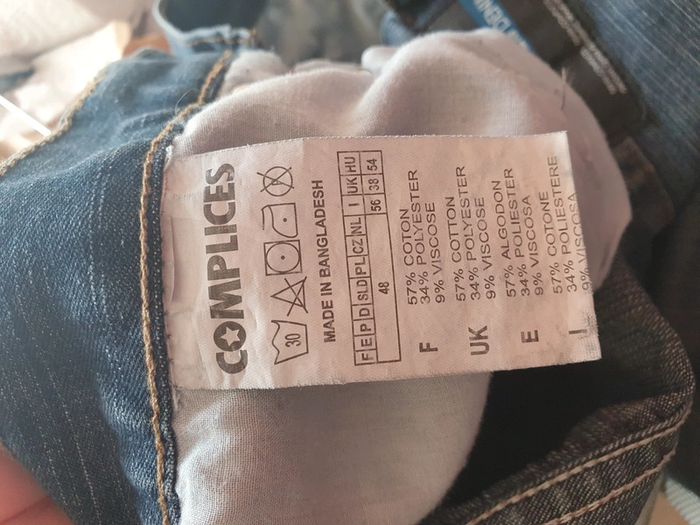 COMPLICES
30
MADE IN BANGLADESH
F E P D SLD PL CZ NL I UK HU
48 56 38 54
F 57% COTON
34% POLYESTER
9% VISCOSE
UK 57% COTTON
34% POLYESTER
9% VISCOSE
E 57% ALGODON
34% POLIESTER
9% VISCOSA
I 57% COTONE
34% POLIESTERE
9% VISCOSA